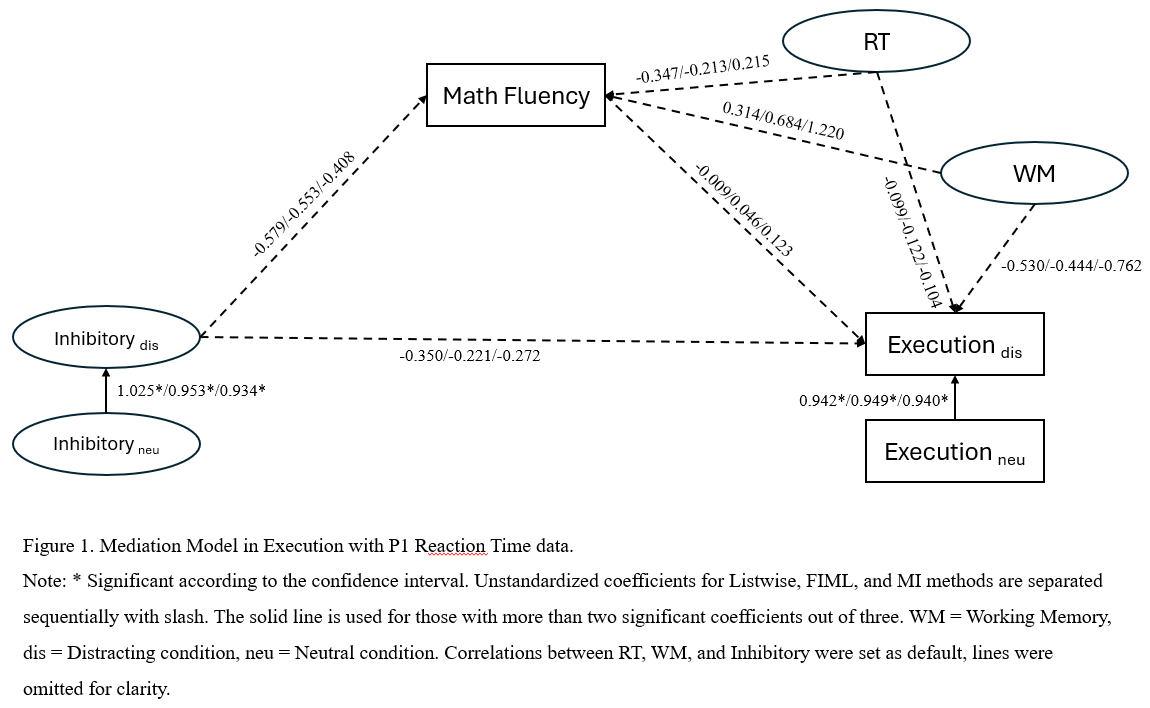 RT
-0.347/-0.213/0.215
Math Fluency
0.314/0.684/1.220
WM
-0.579/-0.553/-0.408
-0.009/0.046/0.123
-0.099/-0.122/-0.104
-0.530/-0.444/-0.762
Inhibitory dis
Execution dis
-0.350/-0.221/-0.272
1.025*/0.953*/0.934*
0.942*/0.949*/0.940*
Inhibitory neu
Execution neu
Figure 1. Mediation Model in Execution with P1 Reaction Time data.
Note: * Significant according to the confidence interval. Unstandardized coefficients for Listwise, FIML, and MI methods are separated
sequentially with slash. The solid line is used for those with more than two significant coefficients out of three. WM = Working Memory,
dis = Distracting condition, neu = Neutral condition. Correlations between RT, WM, and Inhibitory were set as default, lines were
omitted for clarity.